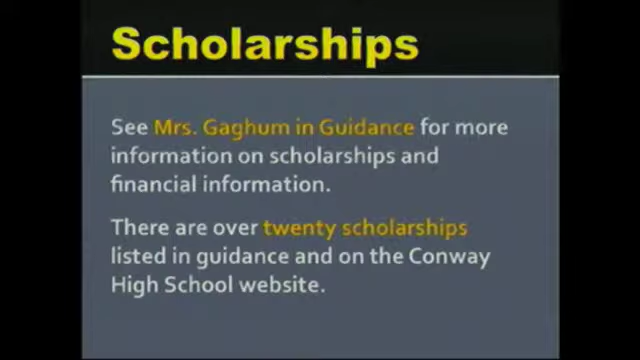 Scholarships
See Mrs. Gaghum in Guidance for more
information on scholarships and
financial information.
There are over twenty scholarships
listed in guidance and on the Conway
High School website.